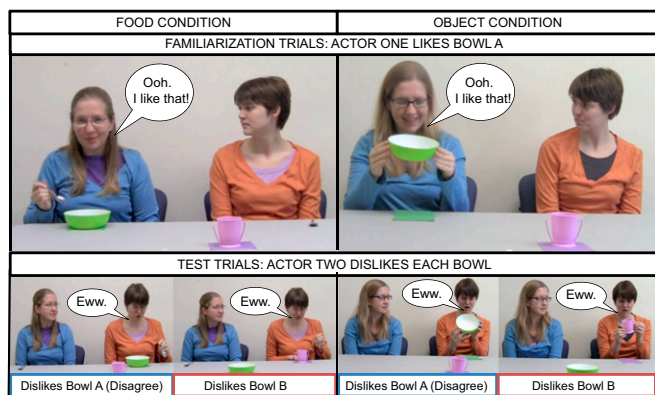 FOOD CONDITION
OBJECT CONDITION
FAMILIARIZATION TRIALS: ACTOR ONE LIKES BOWL A
Ooh.
I like that!
Ooh.
I like that!
TEST TRIALS: ACTOR TWO DISLIKES EACH BOWL
Eww.
Eww.
Eww.
Eww.
Dislikes Bowl A (Disagree)
Dislikes Bowl B
Dislikes Bowl A (Disagree)
Dislikes Bowl B